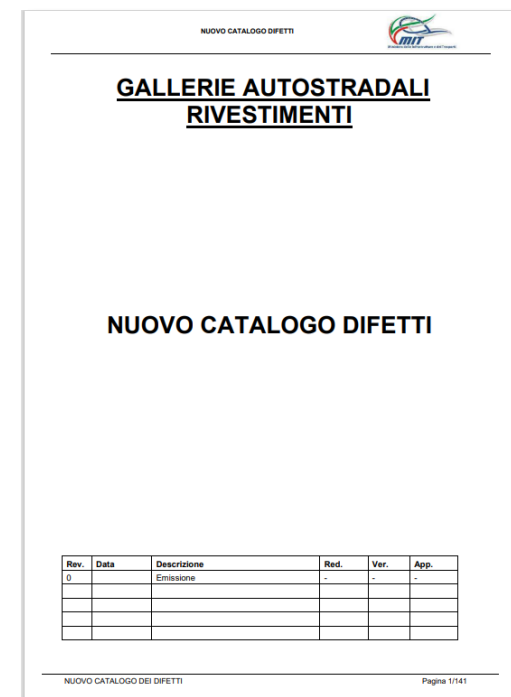 NUOVO CATALOGO DIFETTI
MIT
GALLERIE AUTOSTRADALI
RIVESTIMENTI
NUOVO CATALOGO DIFETTI
Rev. Data Descrizione Red. Ver. App.
0 Emissione - - -
NUOVO CATALOGO DEI DIFETTI Pagina 1/141